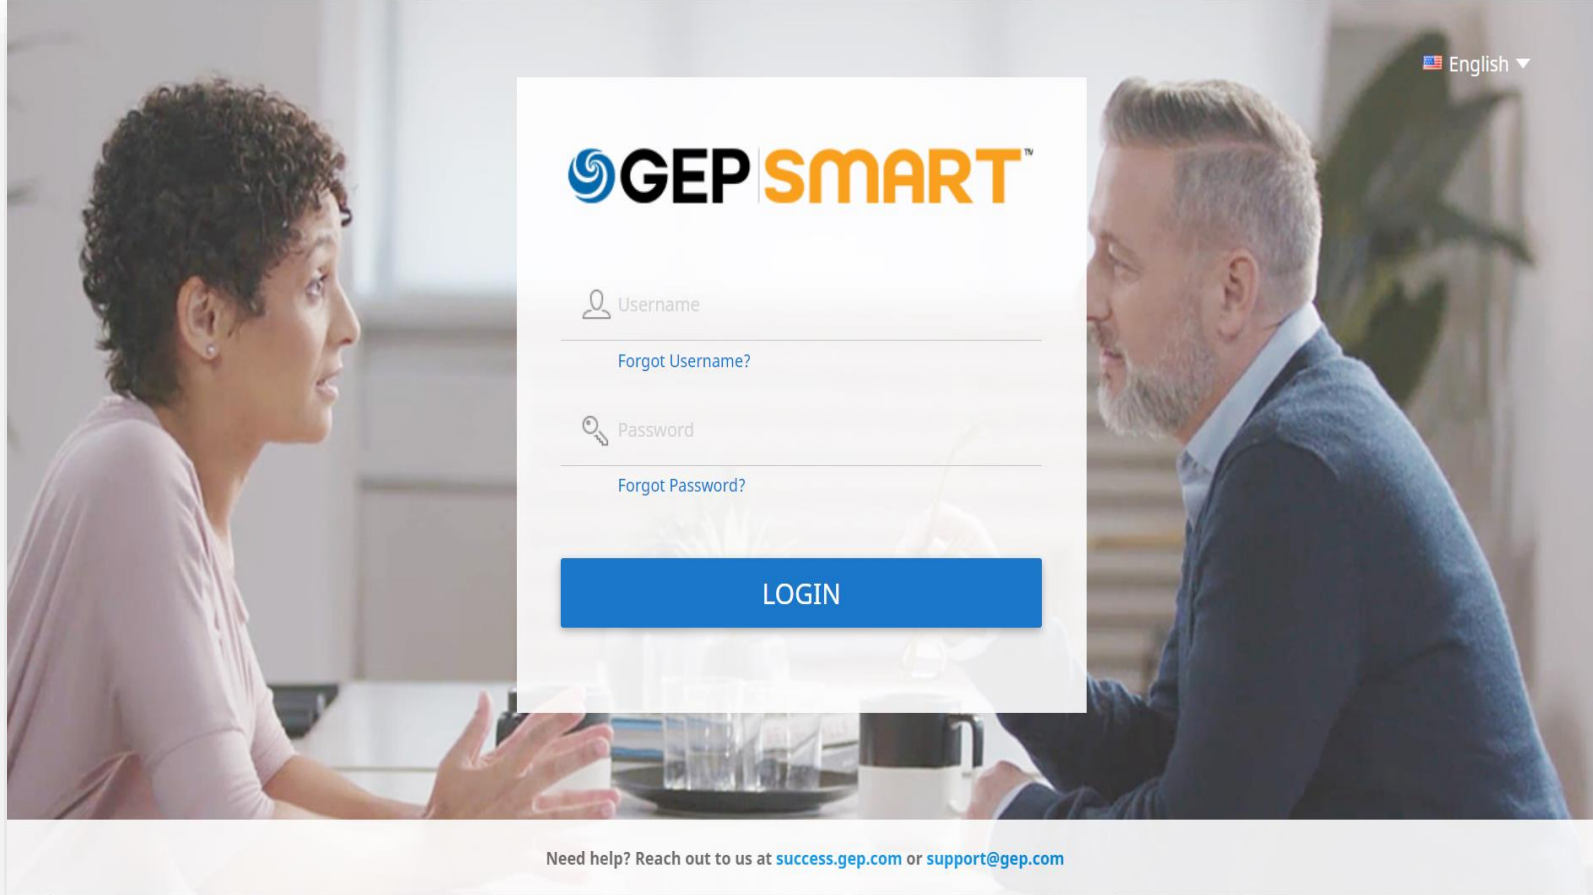 English
GEP SMART™
Username
Forgot Username?
Password
Forgot Password?
LOGIN
Need help? Reach out to us at success.gep.com or support@gep.com